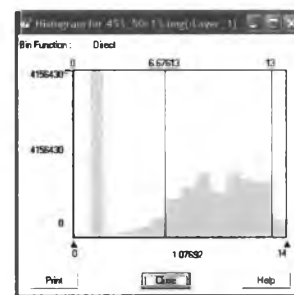 Histogram for 453_50c13.img(:Layer_1)
Bin Function : Direct
0 6.67613 13
4156430
4156430
0
0 1.07692 14
Print Close Help